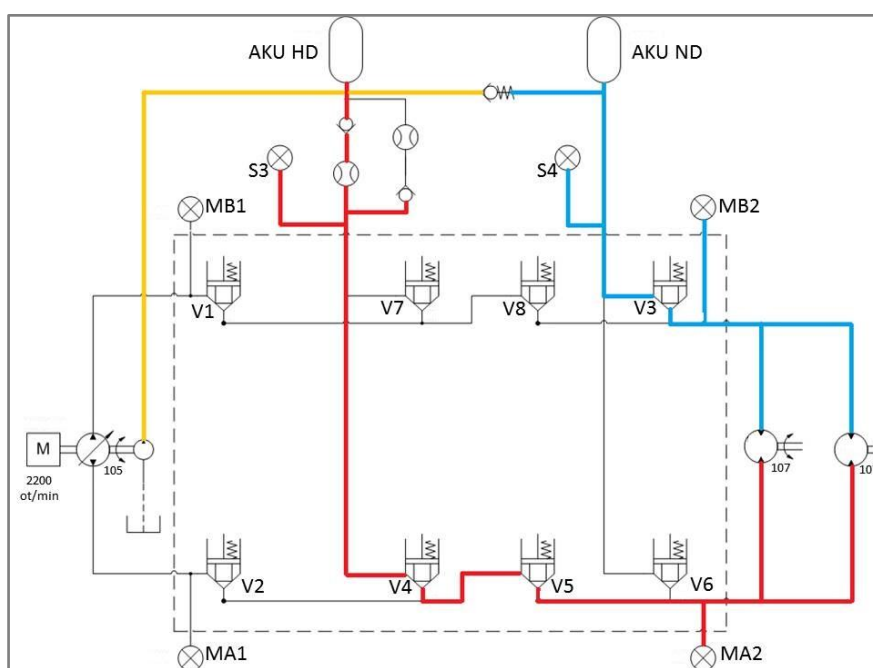 AKU HD
AKU ND
S3
S4
MB1
MB2
V1
V7
V8
V3
M
105
107
10
2200
ot/min
V2
V4
V5
V6
MA1
MA2